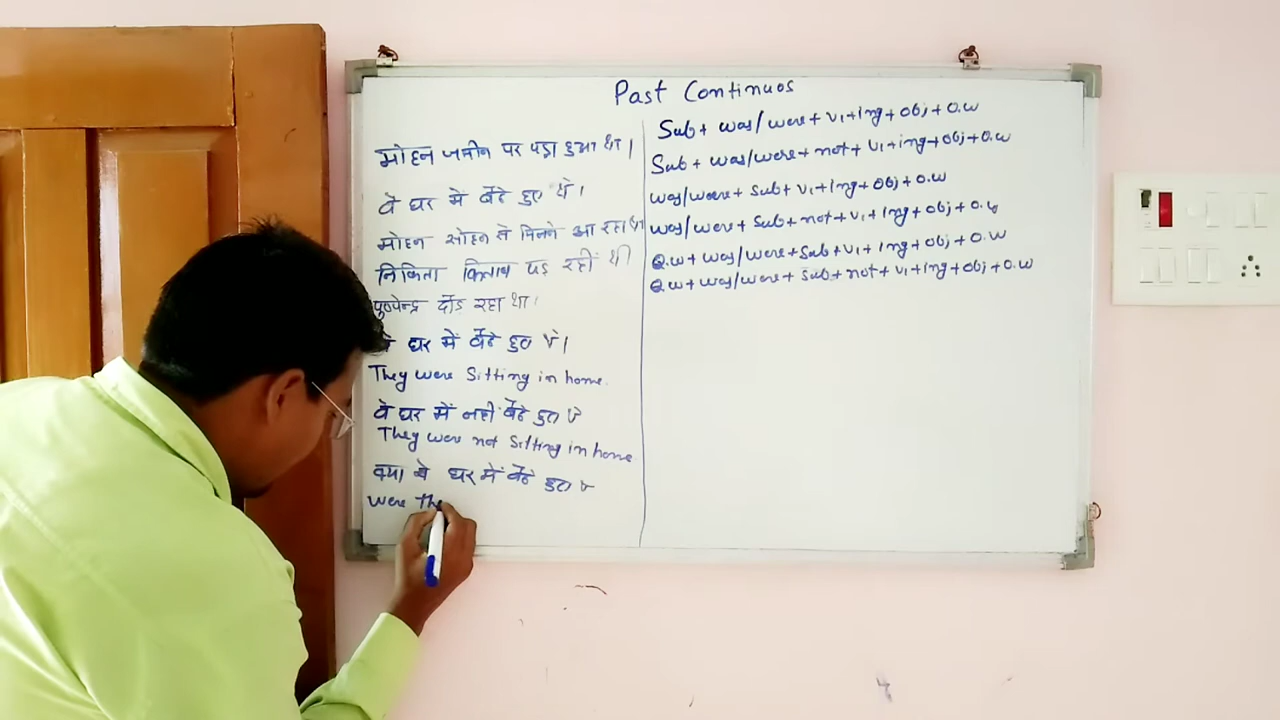 Past Continuos
मोहन जमीन पर पड़ा हुआ था।
वे घर में बैठे हुए थे।
मोहन सोहन से मिलने आ रहा था
निकिता किताब पढ़ रही थी
पुष्पेन्द्र दौड़ रहा था।
वे घर में बैठे हुए थे।
They were Sitting in home.
वे घर में नही बैठे हुए थे
They were not Sitting in home
क्या वे घर में बैठे हुए थे
were The
Sub + was/were + V1+ing + obj + O.W
Sub + was/were + not + V1+ing + obj + O.W
was/were + Sub + V1+ing + obj + O.W
was/were + Sub + not + V1+ing + obj + O.W
Q.W + was/were + Sub + V1+ing + obj + O.W
Q.W + was/were + Sub + not + V1+ing + obj + O.W